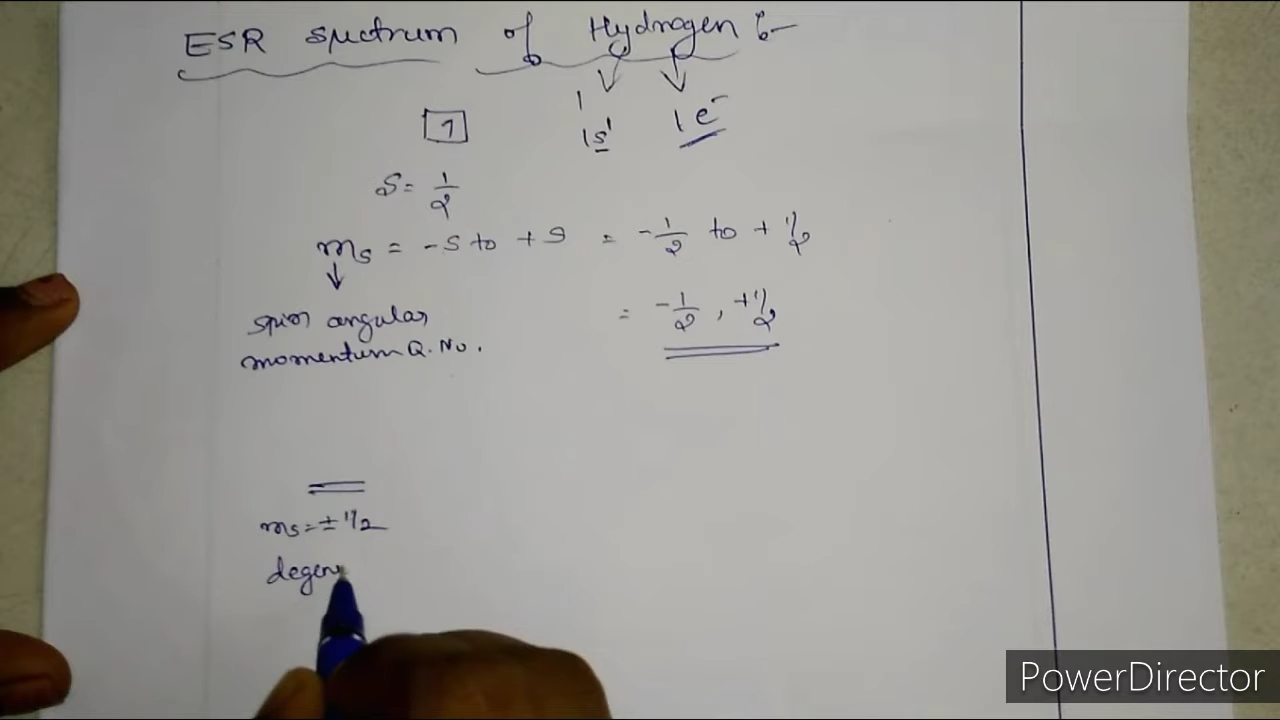 ESR spectrum of Hydrogen :-
1s¹ 1 e⁻
1
S = 1/2
ms = -s to +s = -1/2 to + 1/2
spin angular
momentum Q. No.
= -1/2 , +1/2
ms = ± 1/2
degen
PowerDirector